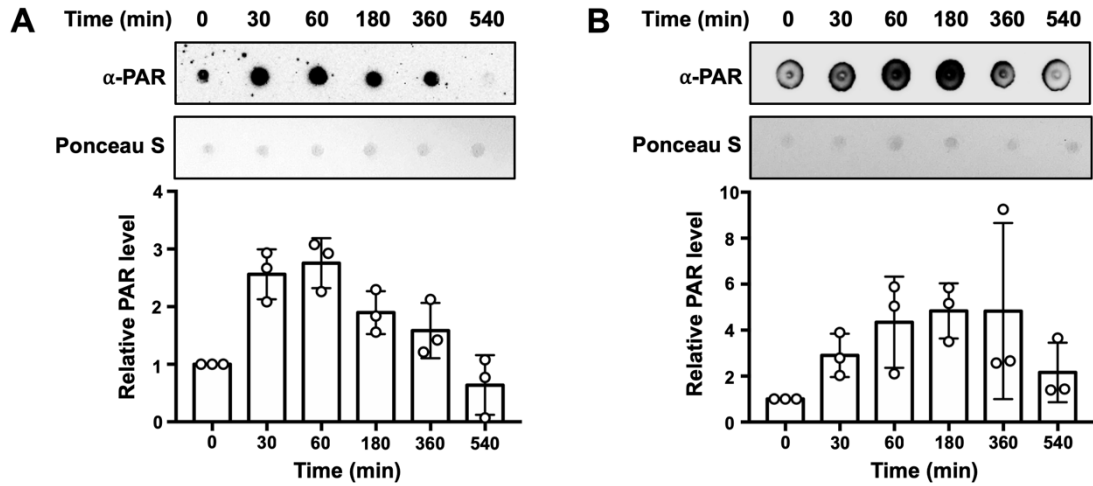 A Time (min) 0 30 60 180 360 540
α-PAR
Ponceau S
Relative PAR level
4
3
2
1
0
0 30 60 180 360 540
Time (min)
B Time (min) 0 30 60 180 360 540
α-PAR
Ponceau S
Relative PAR level
10
8
6
4
2
0
0 30 60 180 360 540
Time (min)